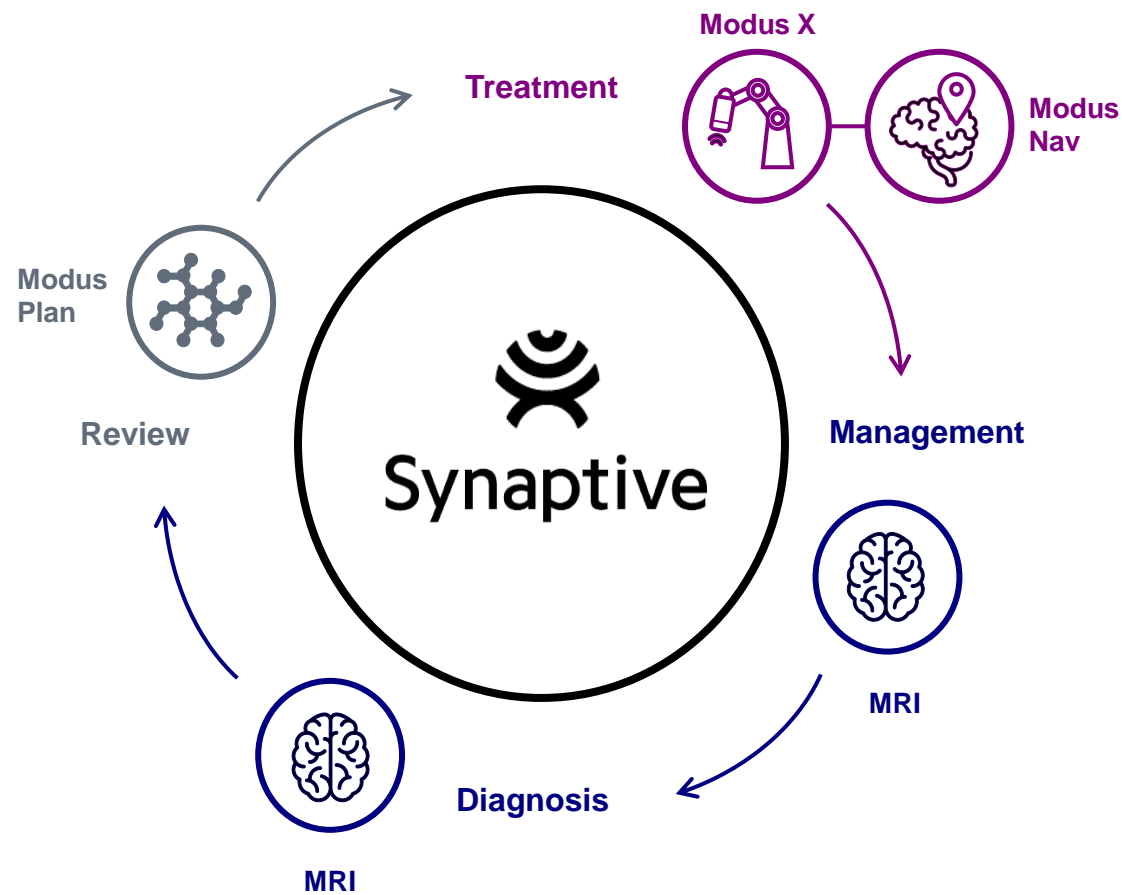 Modus X
Treatment
Modus
Nav
Modus
Plan
Review
Management
Synaptive
MRI
Diagnosis
MRI